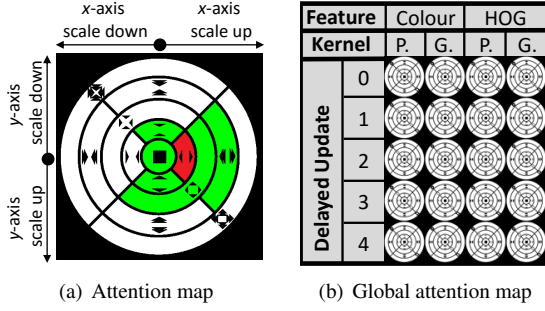 x-axis
scale down
x-axis
scale up
y-axis
scale down
y-axis
scale up
(a) Attention map
Feature Colour HOG
Kernel P. G. P. G.
Delayed Update
0
1
2
3
4
(b) Global attention map